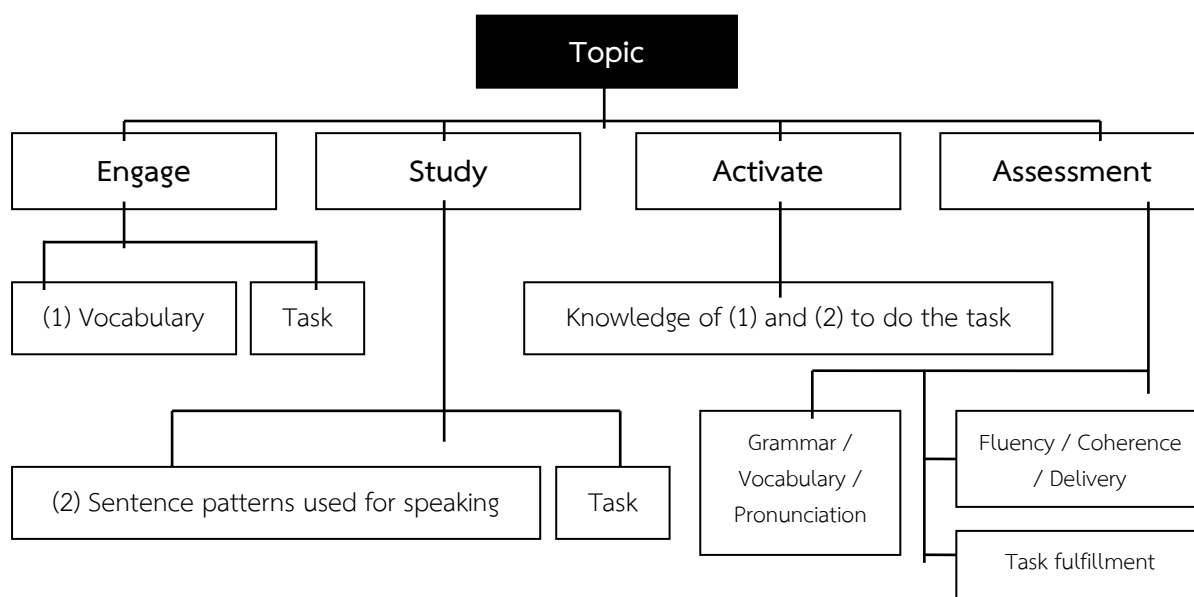 Topic
Engage
Study
Activate
Assessment
(1) Vocabulary
Task
Knowledge of (1) and (2) to do the task
(2) Sentence patterns used for speaking
Task
Grammar /
Vocabulary /
Pronunciation
Fluency / Coherence
/ Delivery
Task fulfillment